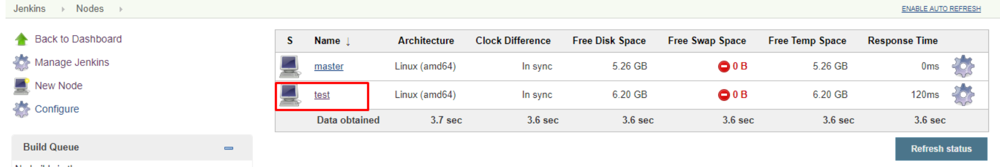 Jenkins Nodes
ENABLE AUTO REFRESH
Back to Dashboard
Manage Jenkins
New Node
Configure
Build Queue
S Name ↓ Architecture Clock Difference Free Disk Space Free Swap Space Free Temp Space Response Time
master Linux (amd64) In sync 5.26 GB 0 B 5.26 GB 0ms
test Linux (amd64) In sync 6.20 GB 0 B 6.20 GB 120ms
Data obtained 3.7 sec 3.6 sec 3.6 sec 3.6 sec 3.6 sec 3.6 sec
Refresh status